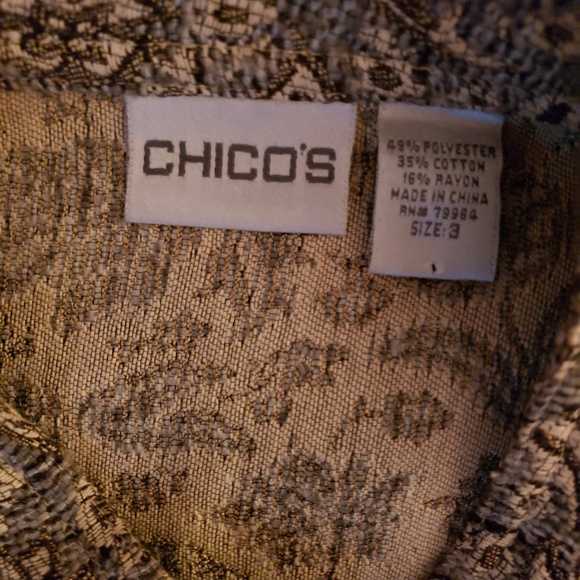 CHICO'S
49% POLYESTER
35% COTTON
16% RAYON
MADE IN CHINA
RN# 79984
SIZE: 3